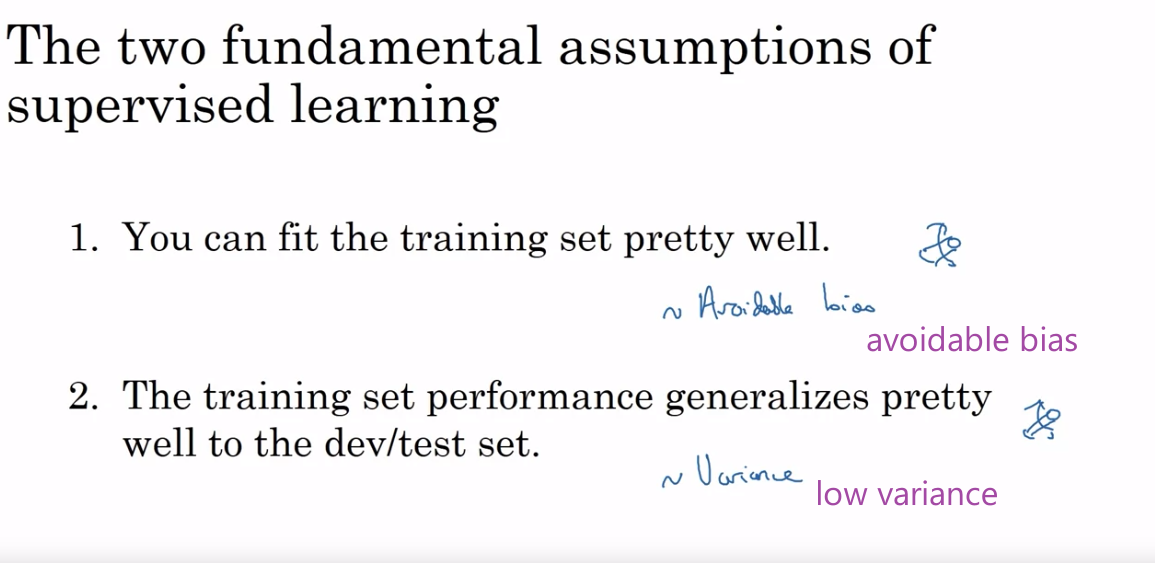 The two fundamental assumptions of
supervised learning
1. You can fit the training set pretty well.
~ Avoidable bias
avoidable bias
2. The training set performance generalizes pretty
well to the dev/test set.
~ Variance
low variance